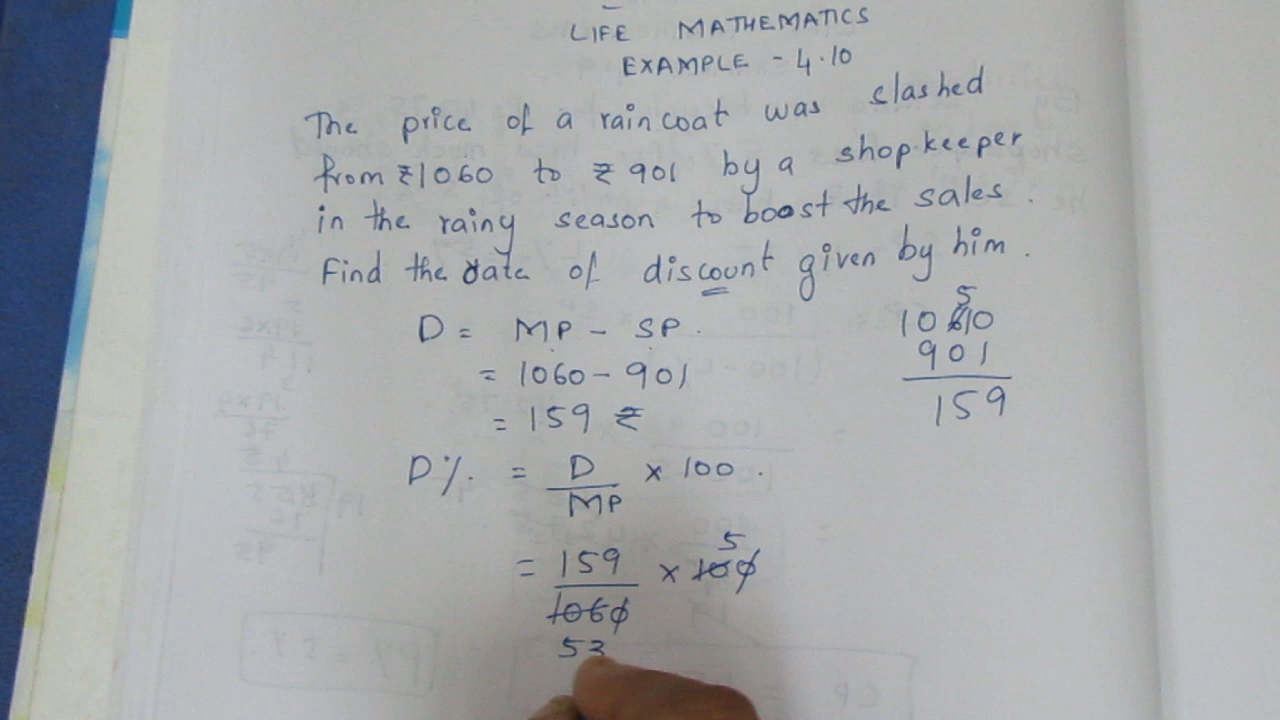 LIFE MATHEMATICS
EXAMPLE - 4.10
The price of a raincoat was slashed
from ₹1060 to ₹901 by a shop-keeper
in the rainy season to boost the sales.
Find the rate of discount given by him.
D = MP - SP.
= 1060 - 901
= 159 ₹
5
1060
901
159
D%. = D/MP × 100.
5
= 159/1060 × 100
53